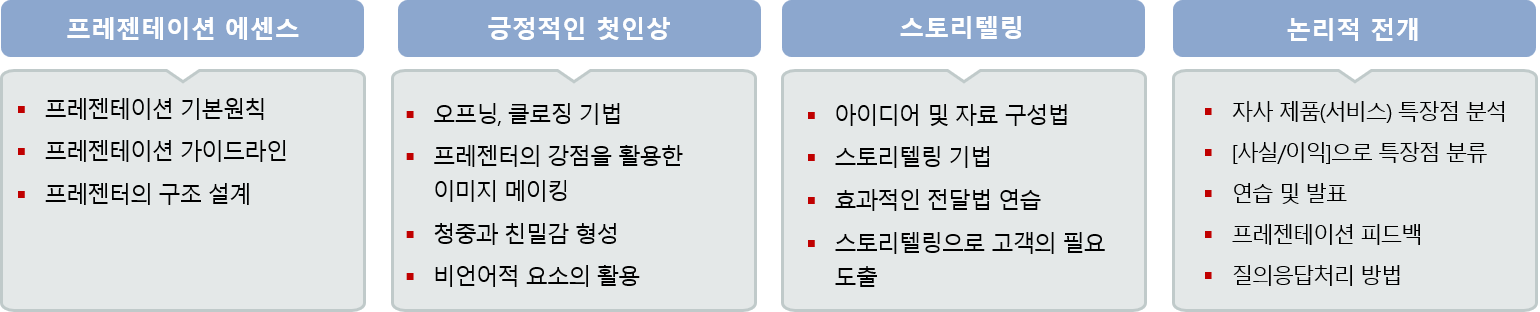 프레젠테이션 에센스
프레젠테이션 기본원칙
프레젠테이션 가이드라인
프레젠터의 구조 설계
긍정적인 첫인상
오프닝, 클로징 기법
프레젠터의 강점을 활용한
이미지 메이킹
청중과 친밀감 형성
비언어적 요소의 활용
스토리텔링
아이디어 및 자료 구성법
스토리텔링 기법
효과적인 전달법 연습
스토리텔링으로 고객의 필요
도출
논리적 전개
자사 제품(서비스) 특장점 분석
[사실/이익]으로 특장점 분류
연습 및 발표
프레젠테이션 피드백
질의응답처리 방법